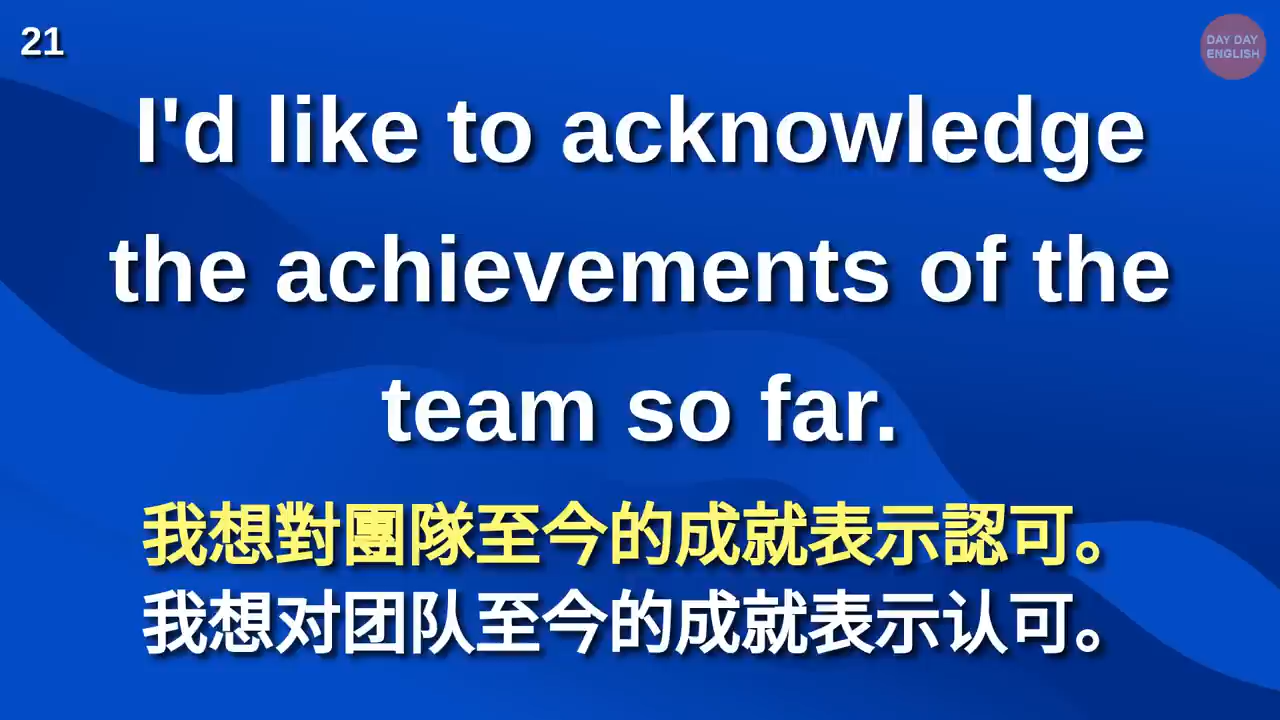 21
DAY DAY
ENGLISH
I'd like to acknowledge
the achievements of the
team so far.
我想對團隊至今的成就表示認可。
我想对团队至今的成就表示认可。